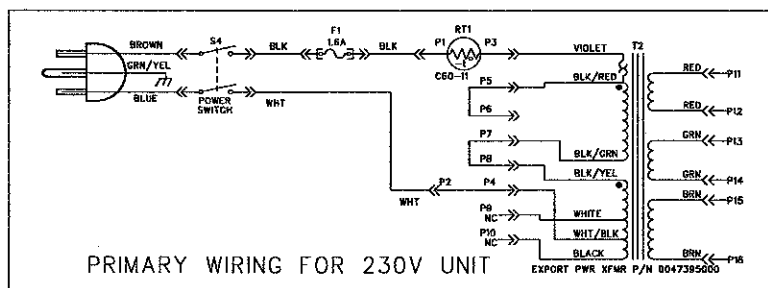 BROWN
S4
BLK
F1
1.6A
BLK
RT1
P1
P3
C60-11
VIOLET
T2
GRN/YEL
BLUE
POWER
SWITCH
WHT
P5
BLK/RED
P6
P7
BLK/GRN
P8
BLK/YEL
WHT
P2
P4
P9
NC
WHITE
WHT/BLK
P10
NC
BLACK
RED
P11
RED
P12
GRN
P13
GRN
P14
BRN
P15
BRN
P16
PRIMARY WIRING FOR 230V UNIT
EXPORT PWR XFMR P/N 0047395000